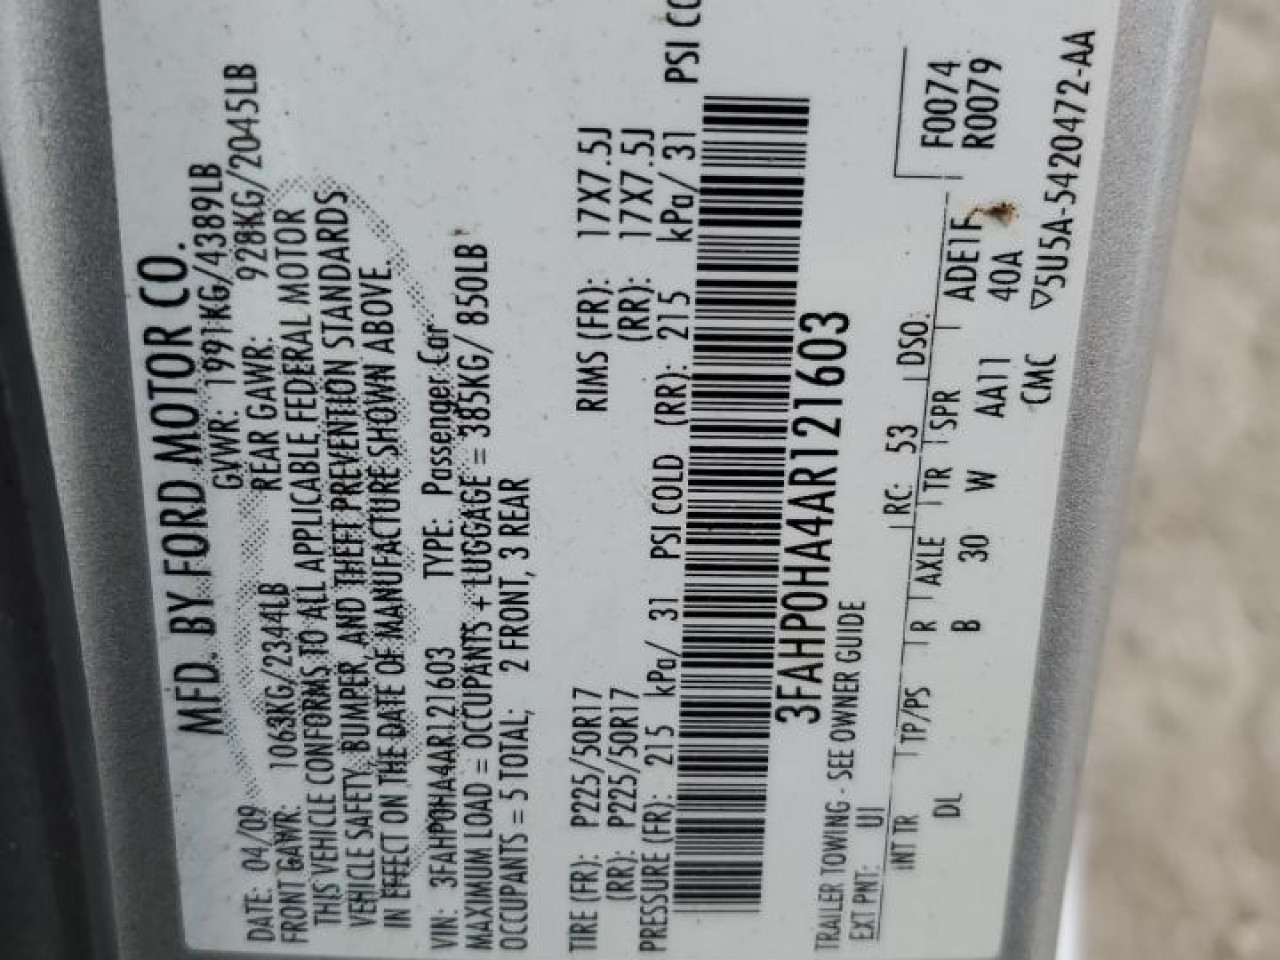 MFD. BY FORD MOTOR CO.
DATE: 04/09 GVWR: 1991KG/4389LB
FRONT GAWR: 1063KG/2344LB REAR GAWR: 928KG/2045LB
THIS VEHICLE CONFORMS TO ALL APPLICABLE FEDERAL MOTOR
VEHICLE SAFETY, BUMPER, AND THEFT PREVENTION STANDARDS
IN EFFECT ON THE DATE OF MANUFACTURE SHOWN ABOVE.
VIN: 3FAHP0HA4AR121603 TYPE: Passenger Car
MAXIMUM LOAD = OCCUPANTS + LUGGAGE = 385KG/ 850LB
OCCUPANTS = 5 TOTAL; 2 FRONT, 3 REAR
TIRE (FR): P225/50R17 RIMS (FR): 17X7.5J
(RR): P225/50R17 (RR): 17X7.5J
PRESSURE (FR): 215 kPa/ 31 PSI COLD (RR): 215 kPa/ 31 PSI CO
3FAHP0HA4AR121603
TRAILER TOWING - SEE OWNER GUIDE
EXT PNT: UI RC: 53 DSO:
INT TR TP/PS R AXLE TR SPR ADE1F F0074
DL B 30 W AA11 40A R0079
CMC ▽5U5A-5420472-AA